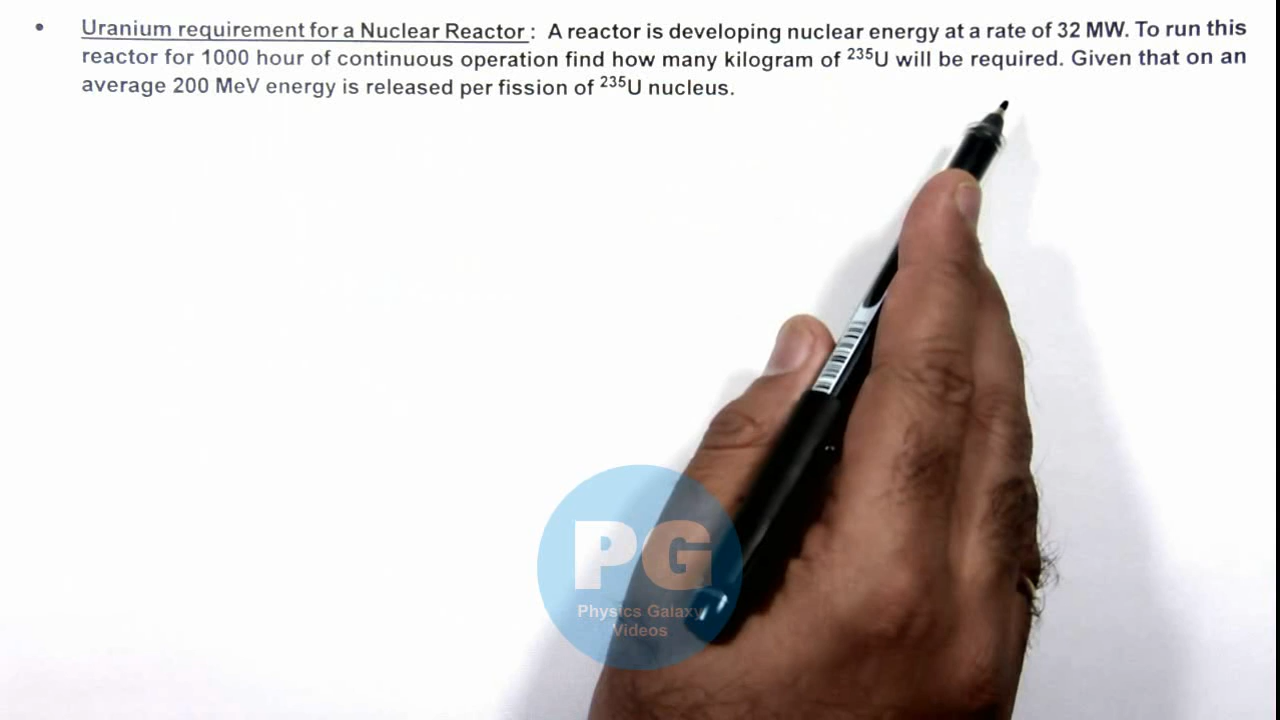 • Uranium requirement for a Nuclear Reactor : A reactor is developing nuclear energy at a rate of 32 MW. To run this
reactor for 1000 hour of continuous operation find how many kilogram of ²³⁵U will be required. Given that on an
average 200 MeV energy is released per fission of ²³⁵U nucleus.
PG
Physics Galaxy
Videos